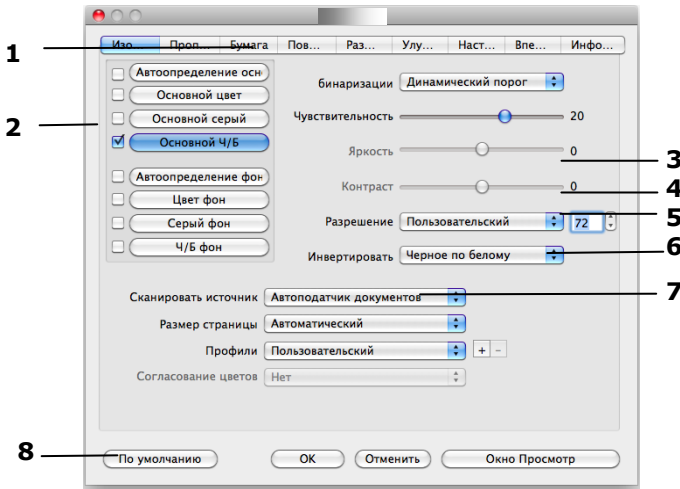 Изо... Проп... Бумага Пов... Раз... Улу... Наст... Впе... Инфо...
1
Автоопределение осн
бинаризации Динамический порог
Основной цвет
2
Основной серый
Чувствительность 20
Основной Ч/Б
Яркость 0
3
Автоопределение фон
Контраст 0
4
Цвет фон
Серый фон
Разрешение Пользовательский 72
5
Ч/Б фон
Инвертировать Черное по белому
6
Сканировать источник Автоподатчик документов
7
Размер страницы Автоматический
Профили Пользовательский + -
Согласование цветов Нет
8
По умолчанию OK Отменить Окно Просмотр